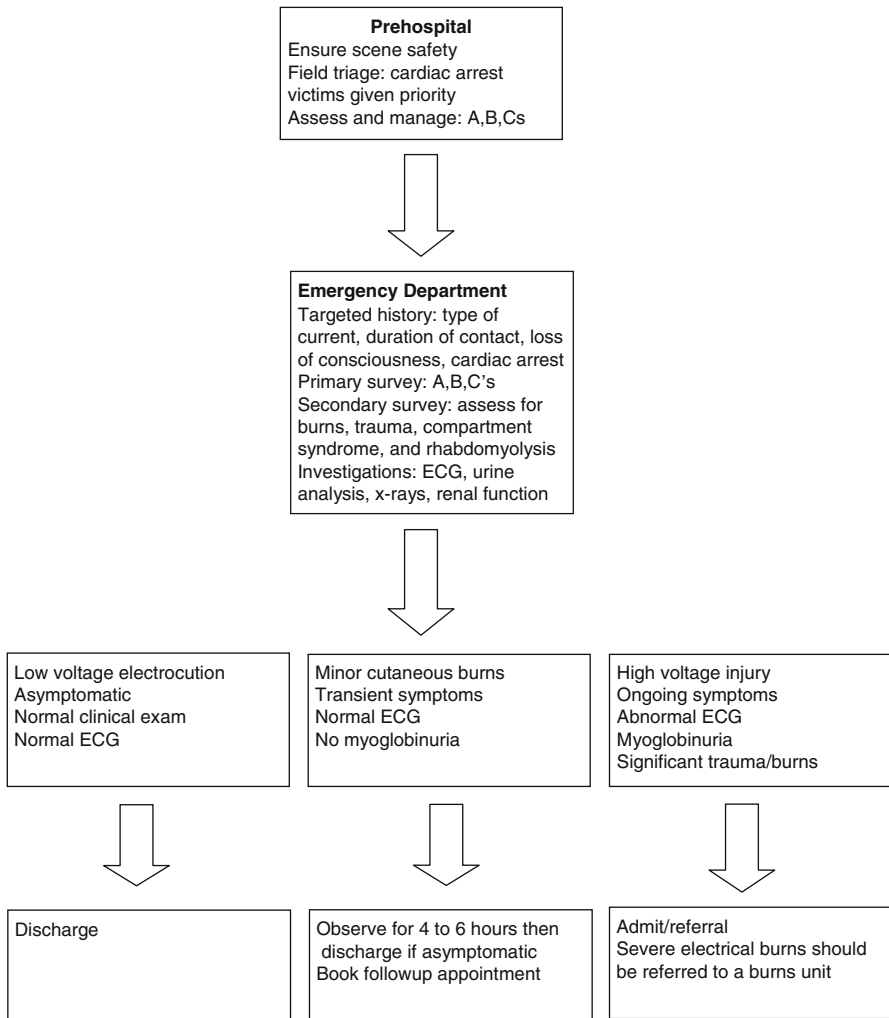 Prehospital
Ensure scene safety
Field triage: cardiac arrest
victims given priority
Assess and manage: A,B,Cs
Emergency Department
Targeted history: type of
current, duration of contact, loss
of consciousness, cardiac arrest
Primary survey: A,B,C's
Secondary survey: assess for
burns, trauma, compartment
syndrome, and rhabdomyolysis
Investigations: ECG, urine
analysis, x-rays, renal function
Low voltage electrocution
Asymptomatic
Normal clinical exam
Normal ECG
Minor cutaneous burns
Transient symptoms
Normal ECG
No myoglobinuria
High voltage injury
Ongoing symptoms
Abnormal ECG
Myoglobinuria
Significant trauma/burns
Discharge
Observe for 4 to 6 hours then
discharge if asymptomatic
Book followup appointment
Admit/referral
Severe electrical burns should
be referred to a burns unit